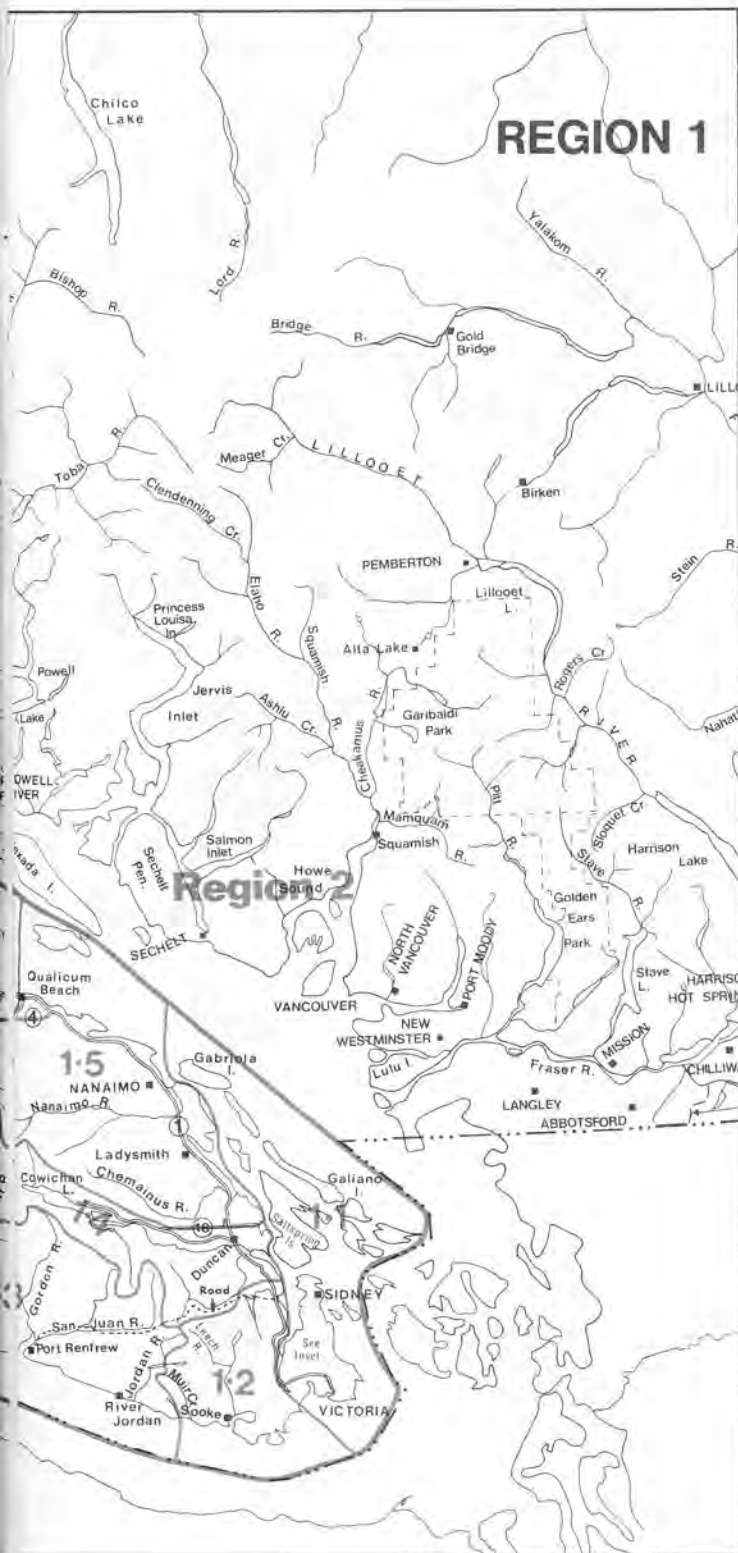 REGION 1
Chilco
Lake
Yalakom R.
Lord R.
Bishop R.
Bridge R.
Gold
Bridge
Toba R.
Meager Cr.
LILLOOET
Clendenning Cr.
Birken
PEMBERTON
Stein R.
Elaho R.
Squamish R.
Lillooet
L.
Princess
Louisa
In.
Alta Lake
Rogers Cr.
RIVER
Powell
Lake
Jervis
Inlet
Ashlu Cr.
Cheakamus R.
Garibaldi
Park
Pitt R.
Mamquam R.
Squamish
Sloquer Cr.
Harrison
Lake
Salmon
Inlet
Slave R.
Sechelt
Pen.
Howe
Sound
Region 2
Golden
Ears
Park
SECHELT
NORTH
VANCOUVER
PORT MOODY
Stave
L.
Qualicum
Beach
VANCOUVER
HOT
4
NEW
WESTMINSTER
MISSION
Gabriola
I.
1·5
NANAIMO
Lulu I.
Fraser R.
Nanaimo R.
LANGLEY
ABBOTSFORD
1
Ladysmith
Cowichan
L.
Chemainus R.
Galiano
I.
Saltspring
Is.
18
Duncan
Gordon R.
Road
SIDNEY
San Juan R.
Leech
R.
See
Inset
Port Renfrew
Jordan R.
Muir Cr.
1·2
River
Jordan
Sooke
VICTORIA